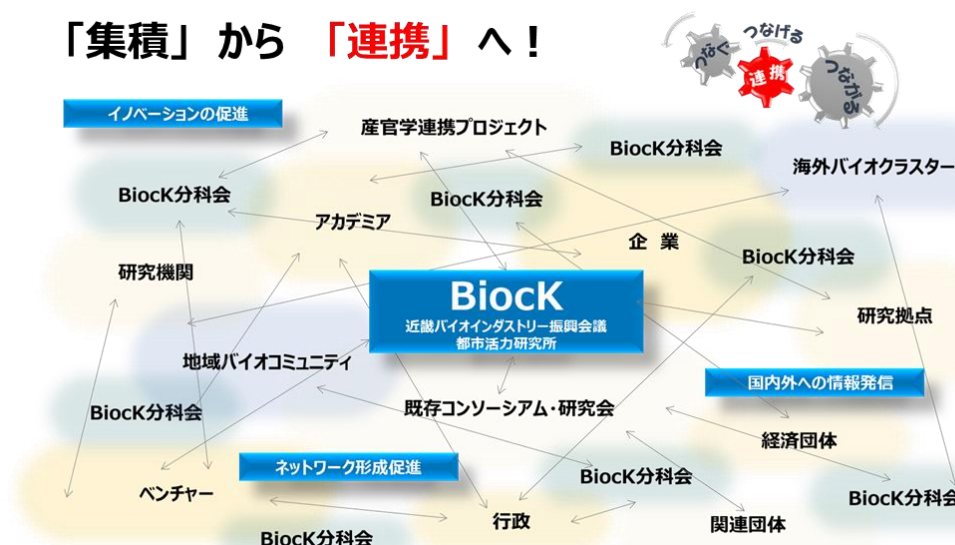 「集積」から「連携」へ！
つなぐ
つなげる
連携
つながる
イノベーションの促進
産官学連携プロジェクト
BiocK分科会
海外バイオクラスター
BiocK分科会
BiocK分科会
アカデミア
企 業
BiocK分科会
研究機関
BiocK
近畿バイオインダストリー振興会議
都市活力研究所
研究拠点
地域バイオコミュニティ
国内外への情報発信
BiocK分科会
既存コンソーシアム・研究会
経済団体
ネットワーク形成促進
BiocK分科会
ベンチャー
BiocK分科会
行政
関連団体
BiocK分科会